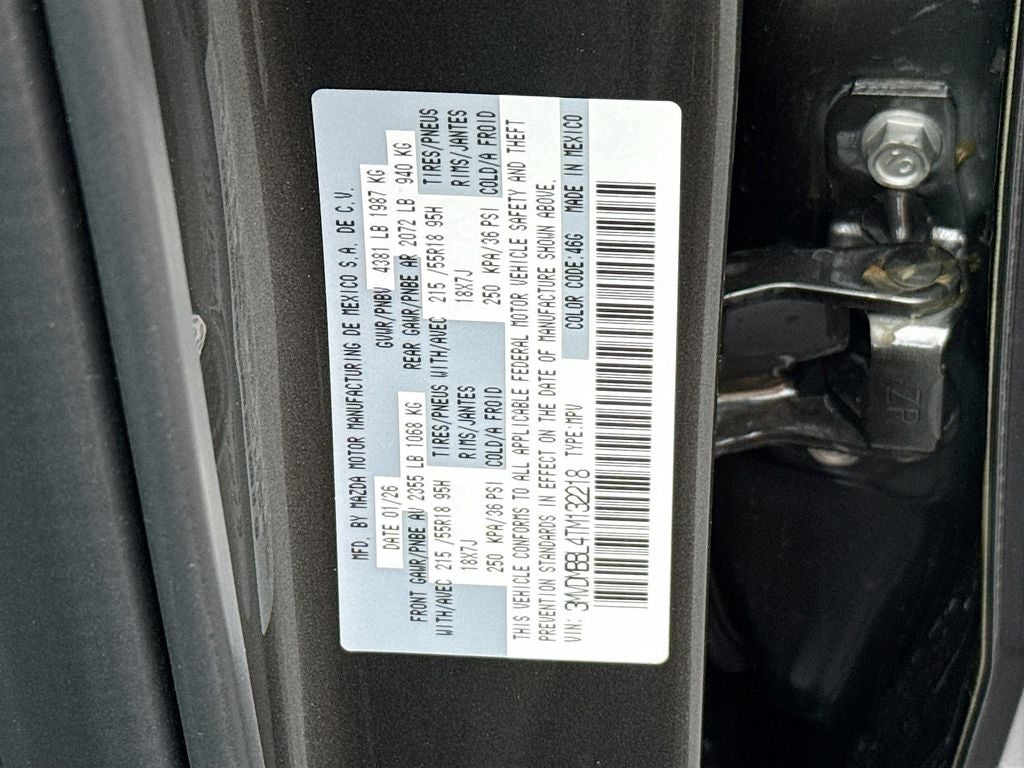 MFD. BY MAZDA MOTOR MANUFACTURING DE MEXICO S.A. DE C.V.
DATE 01/26 GVWR/PNBV 4381 LB 1987 KG
FRONT GAWR/PNBE AV 2355 LB 1068 KG REAR GAWR/PNBE AR 2072 LB 940 KG
WITH/AVEC 215 /55R18 95H TIRES/PNEUS WITH/AVEC 215 /55R18 95H TIRES/PNEUS
18X7J RIMS/JANTES 18X7J RIMS/JANTES
250 KPA/36PSI COLD/A FROID 250 KPA/36PSI COLD/A FROID
THIS VEHICLE CONFORMS TO ALL APPLICABLE FEDERAL MOTOR VEHICLE SAFETY AND THEFT
PREVENTION STANDARDS IN EFFECT ON THE DATE OF MANUFACTURE SHOWN ABOVE.
VIN: 3MVDMBBL4TM132218 TYPE:MPV COLOR CODE:46G MADE IN MEXICO
ZP